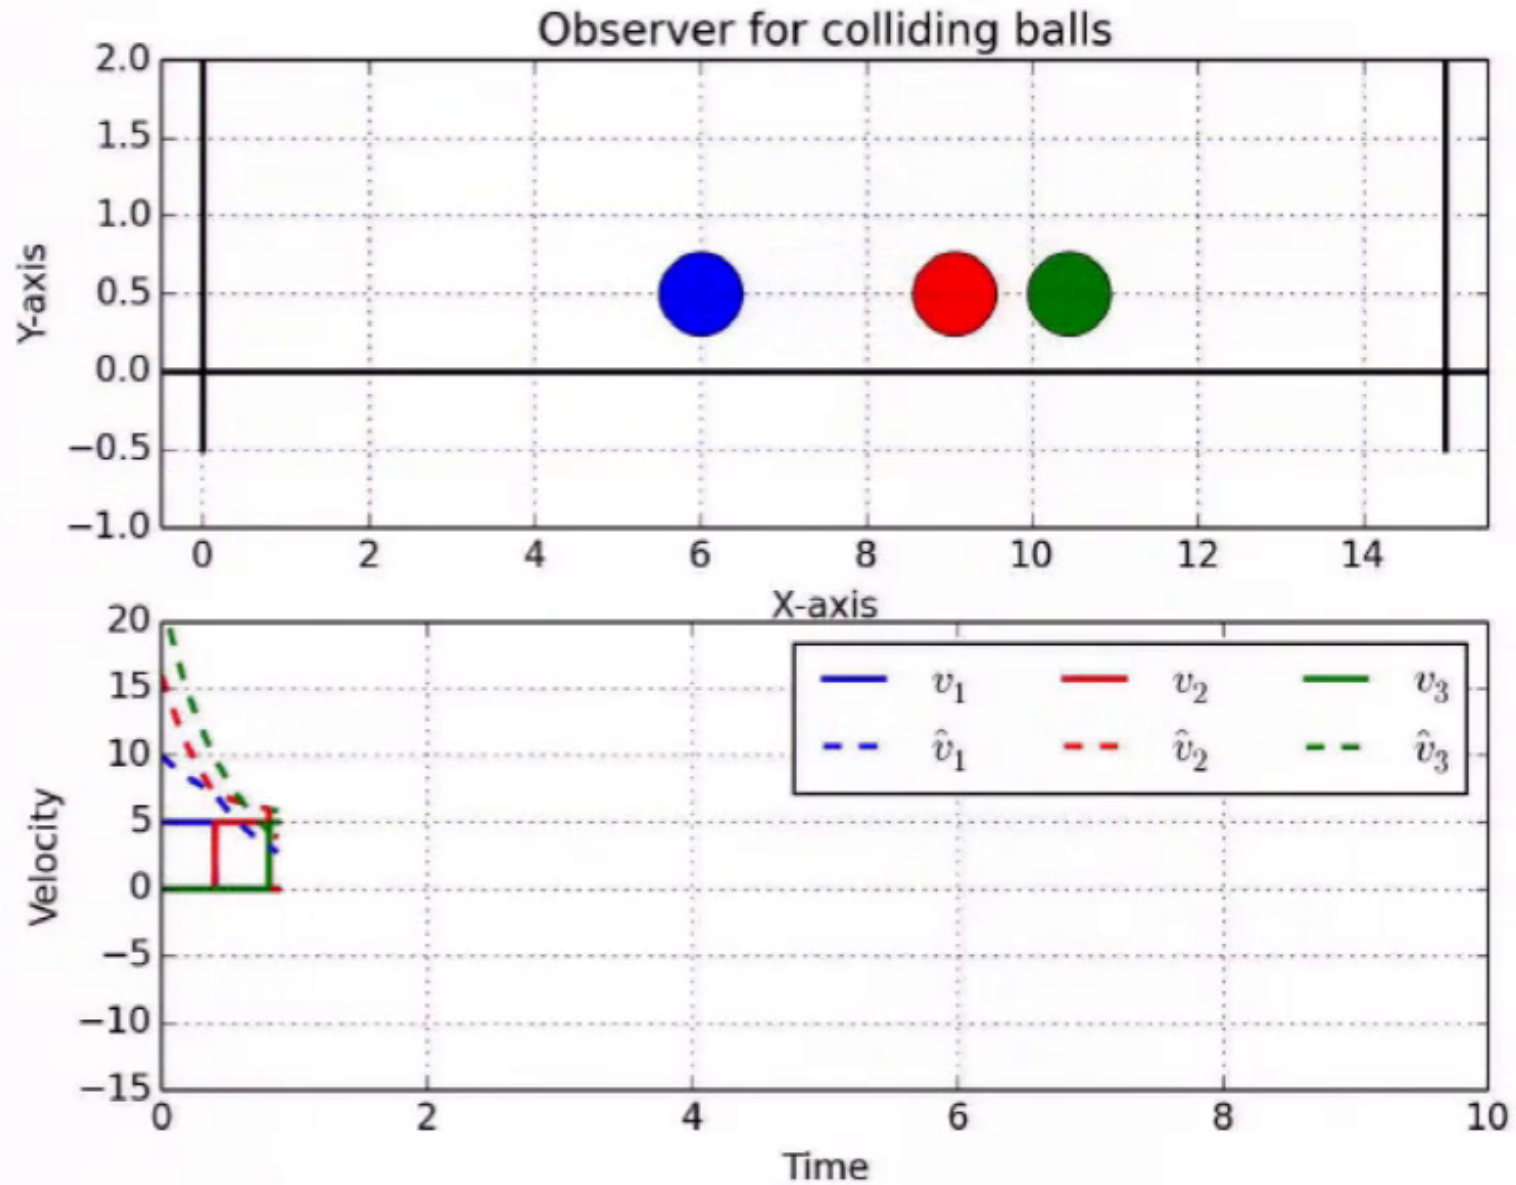 Observer for colliding balls
2.0
1.5
1.0
0.5
0.0
−0.5
−1.0
Y-axis
0 2 4 6 8 10 12 14
X-axis
20
15
10
5
0
−5
−10
−15
Velocity
v₁ v₂ v₃
v̂₁ v̂₂ v̂₃
0 2 4 6 8 10
Time